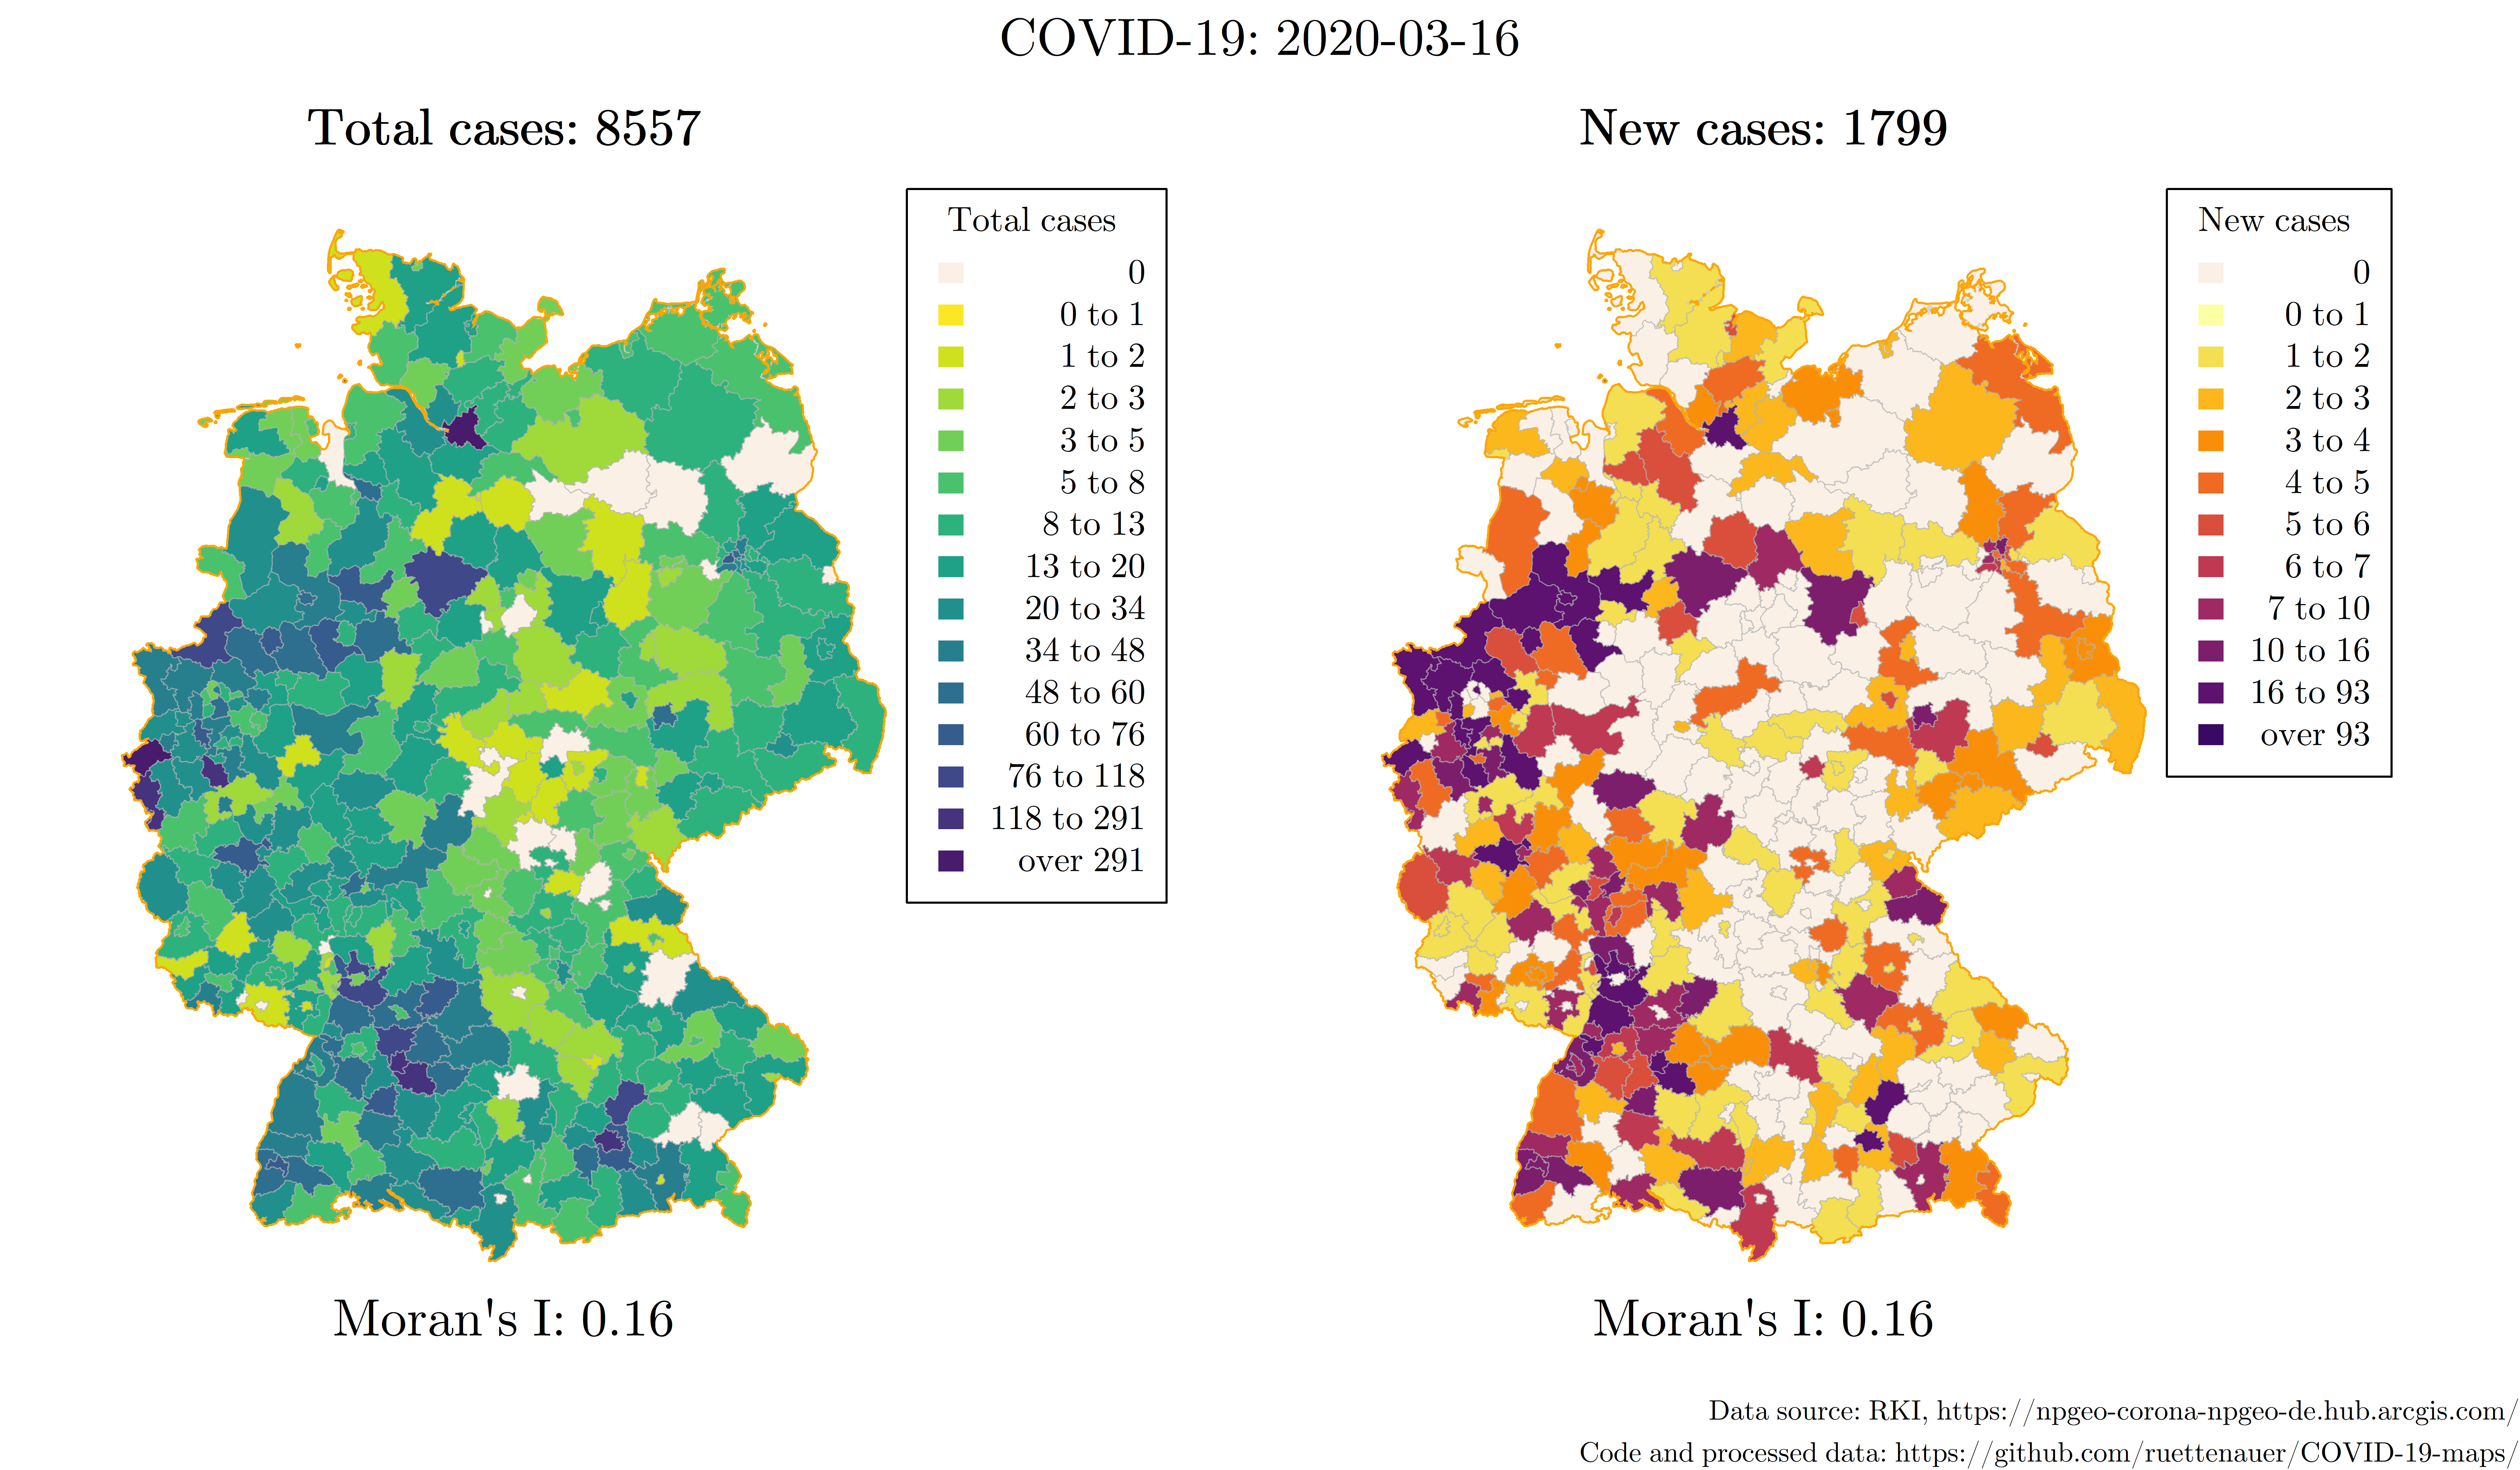 COVID-19: 2020-03-16
Total cases: 8557
Total cases
0
0 to 1
1 to 2
2 to 3
3 to 5
5 to 8
8 to 13
13 to 20
20 to 34
34 to 48
48 to 60
60 to 76
76 to 118
118 to 291
over 291
Moran's I: 0.16
New cases: 1799
New cases
0
0 to 1
1 to 2
2 to 3
3 to 4
4 to 5
5 to 6
6 to 7
7 to 10
10 to 16
16 to 93
over 93
Moran's I: 0.16
Data source: RKI, https://npgeo-corona-npgeo-de.hub.arcgis.com/
Code and processed data: https://github.com/ruettenauer/COVID-19-maps/